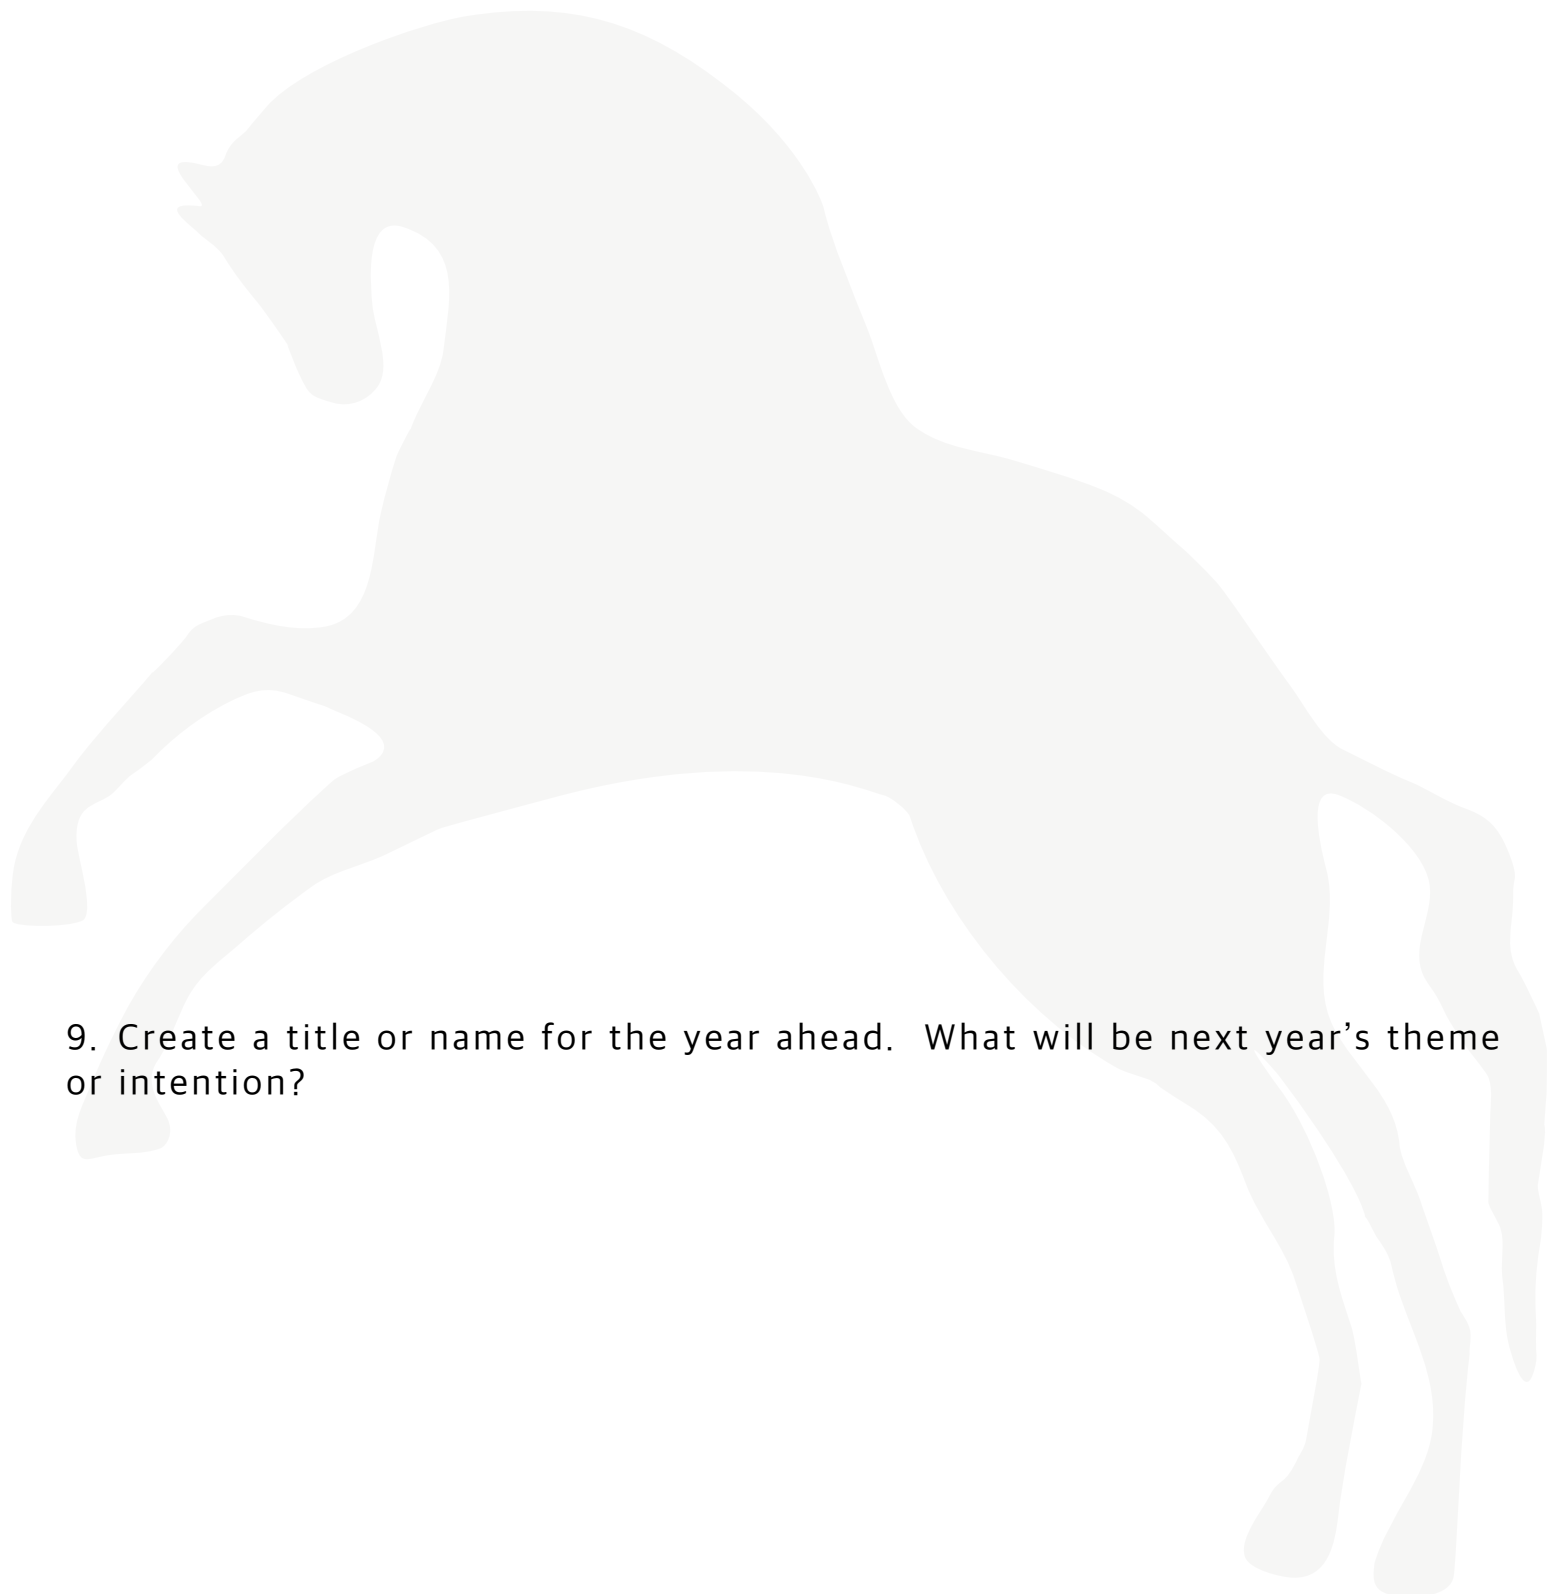 9. Create a title or name for the year ahead.  What will be next year’s theme
or intention?